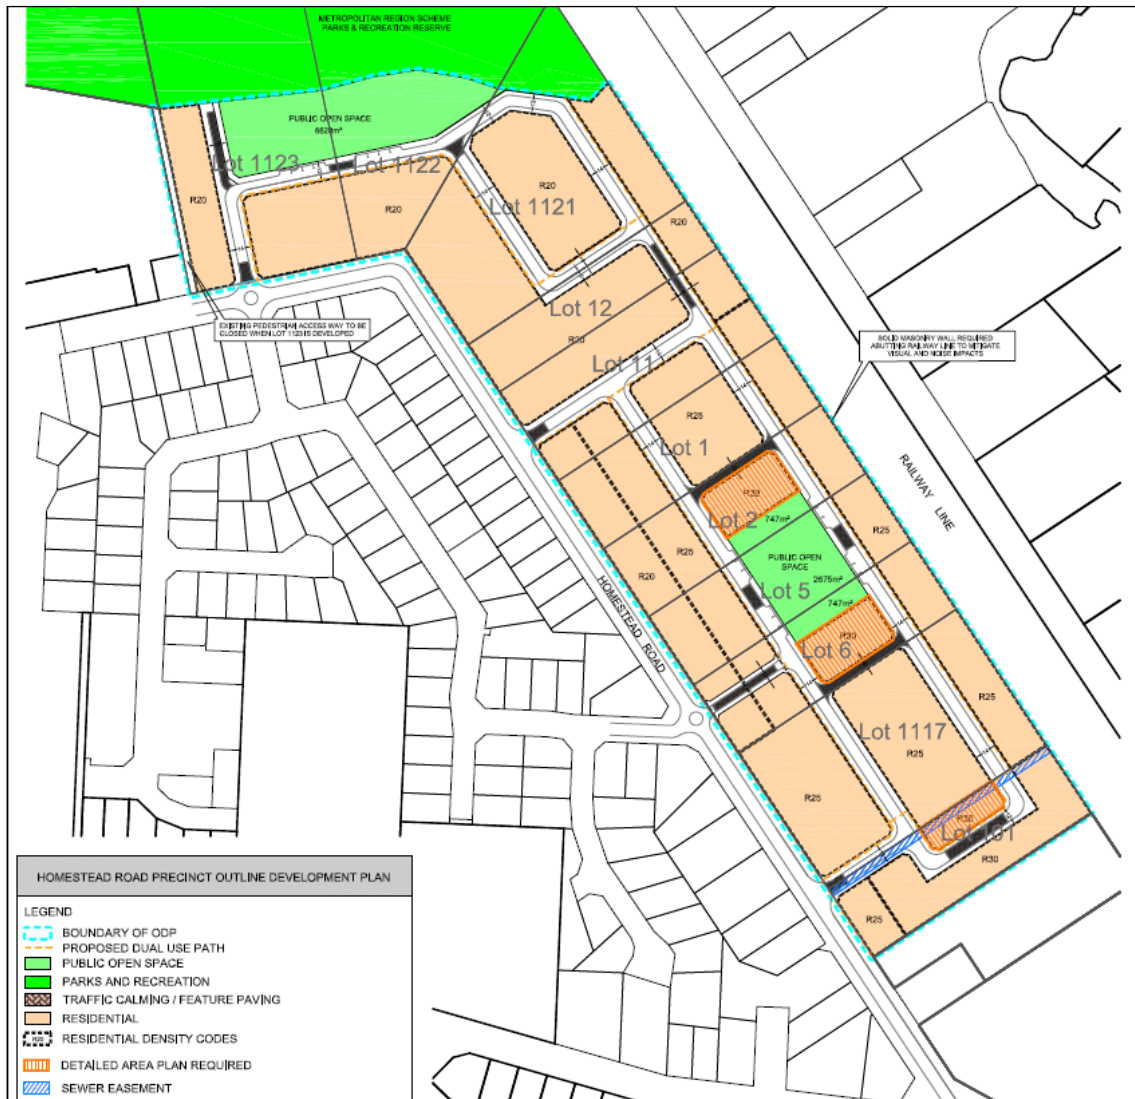 METROPOLITAN REGION SCHEME
PARKS & RECREATION RESERVE
PUBLIC OPEN SPACE
Lot 1123
Lot 1122
R20
R20
R20
Lot 1121
R20
EXISTING PEDESTRIAN ACCESS WAY TO BE
CLOSED WHEN LOT 1123 IS DEVELOPED
Lot 12
R20
Lot 11
SOLID MASONRY WALL REQUIRED
ABUTTING RAILWAY LINE TO MITIGATE
VISUAL AND NOISE IMPACTS
R25
Lot 1
RAILWAY LINE
R30
Lot 2
747m²
R25
PUBLIC OPEN
SPACE
2675m²
R25
R20
Lot 5
747m²
HOMESTEAD ROAD
R30
Lot 6
R25
Lot 1117
R25
R25
R30
Lot 101
R30
R25
HOMESTEAD ROAD PRECINCT OUTLINE DEVELOPMENT PLAN
LEGEND
BOUNDARY OF ODP
PROPOSED DUAL USE PATH
PUBLIC OPEN SPACE
PARKS AND RECREATION
TRAFFIC CALMING / FEATURE PAVING
RESIDENTIAL
RESIDENTIAL DENSITY CODES
DETAILED AREA PLAN REQUIRED
SEWER EASEMENT